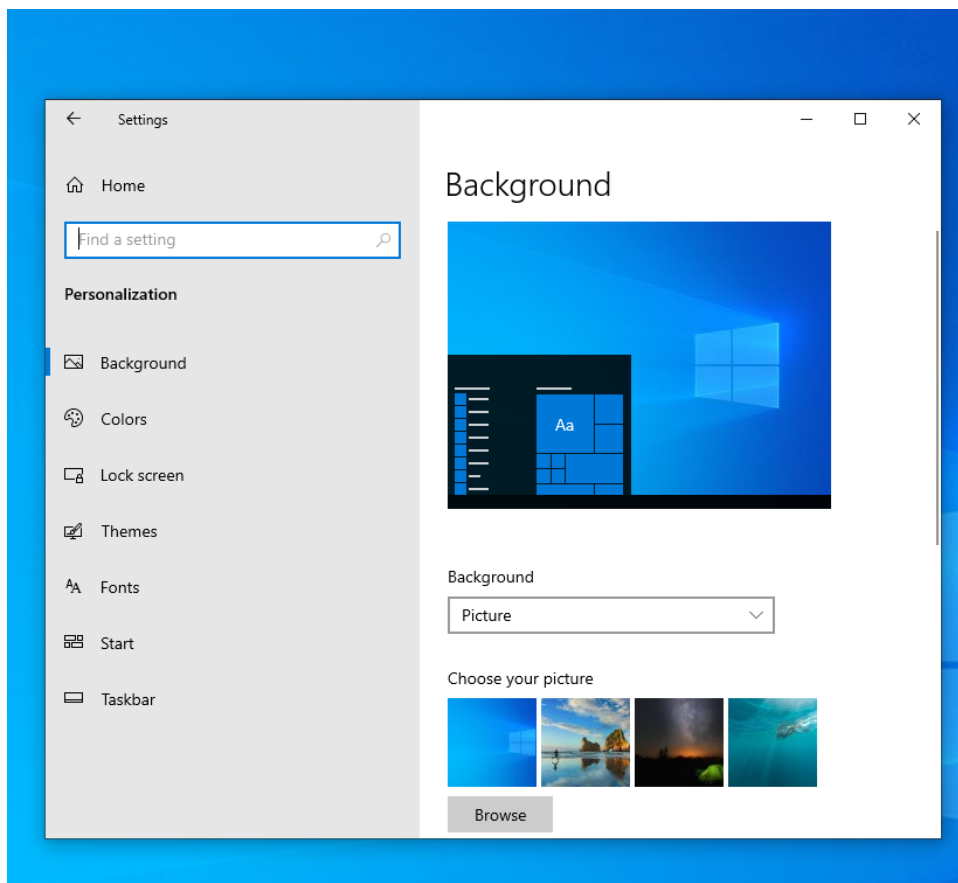 Settings
Home
Find a setting
Personalization
Background
Colors
Lock screen
Themes
Fonts
Start
Taskbar
Background
Aa
Background
Picture
Choose your picture
Browse